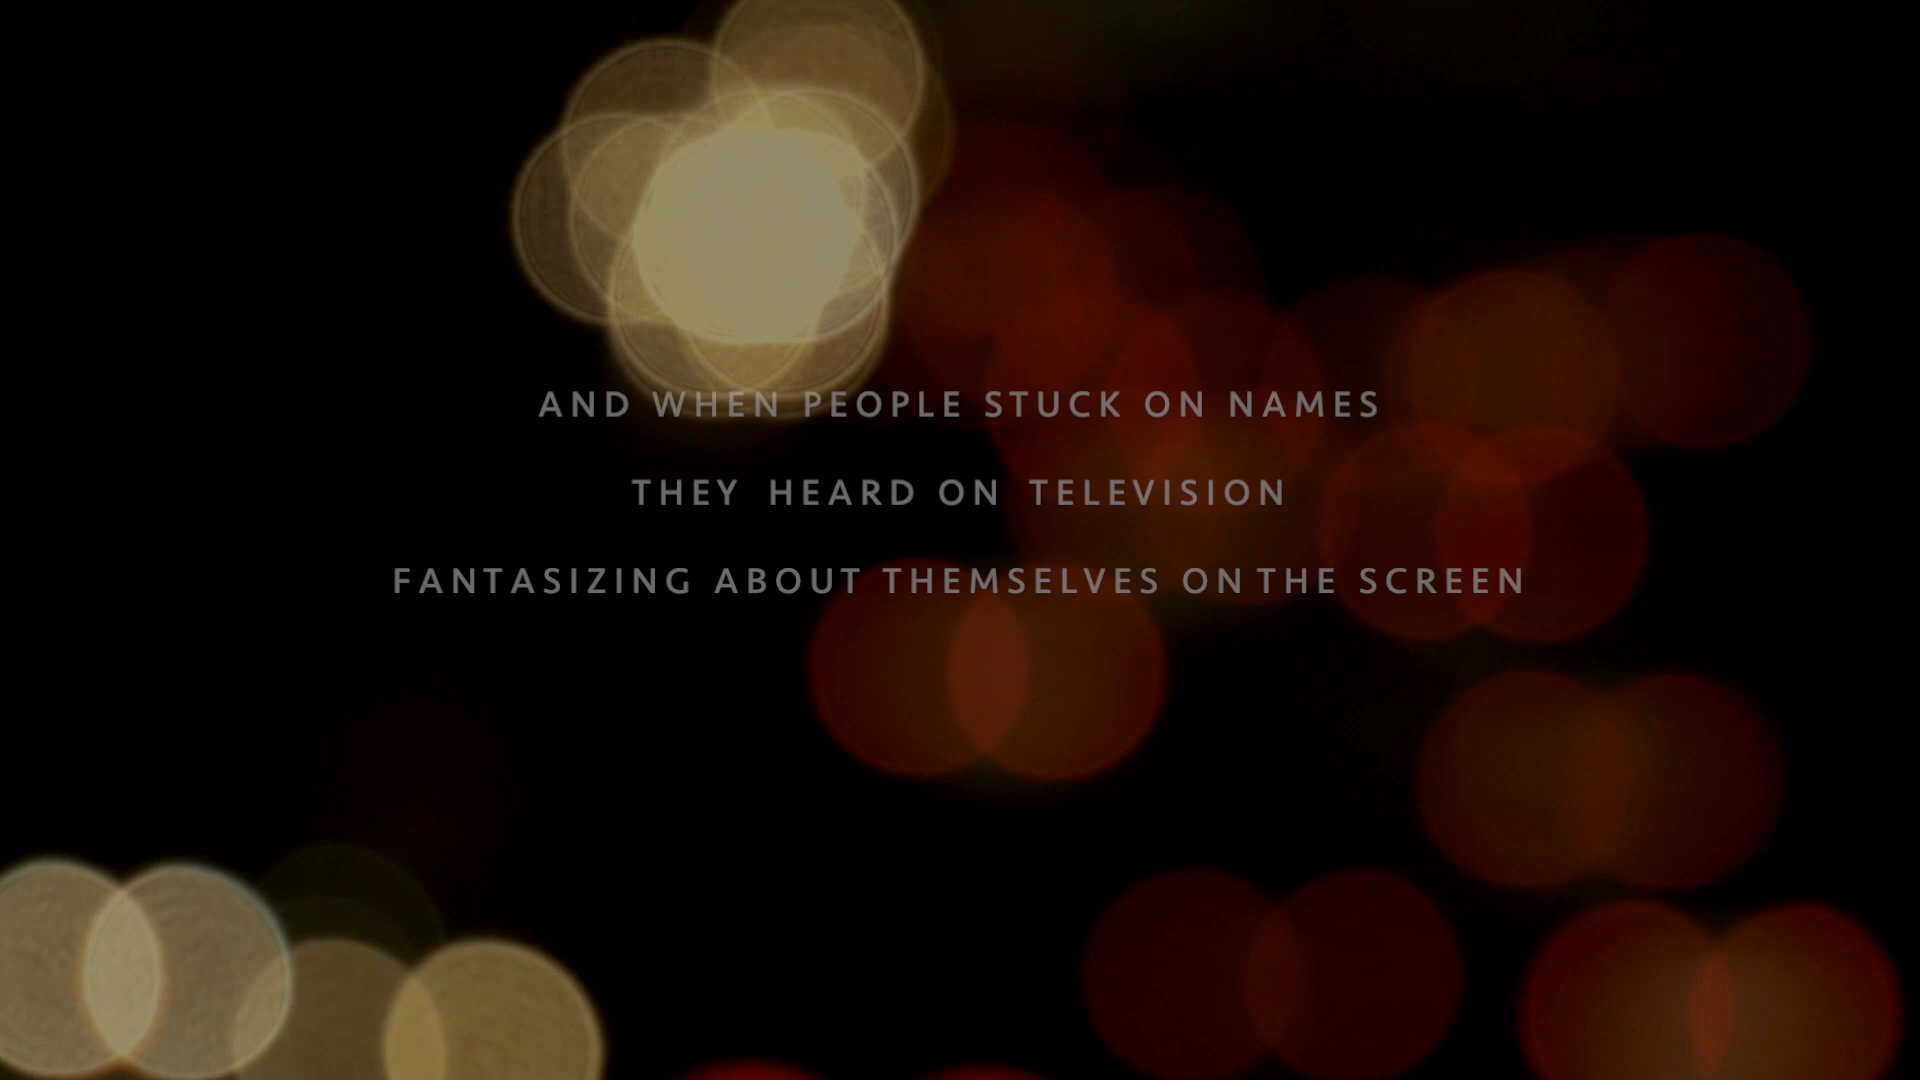 AND WHEN PEOPLE STUCK ON NAMES
THEY HEARD ON TELEVISION
FANTASIZING ABOUT THEMSELVES ON THE SCREEN